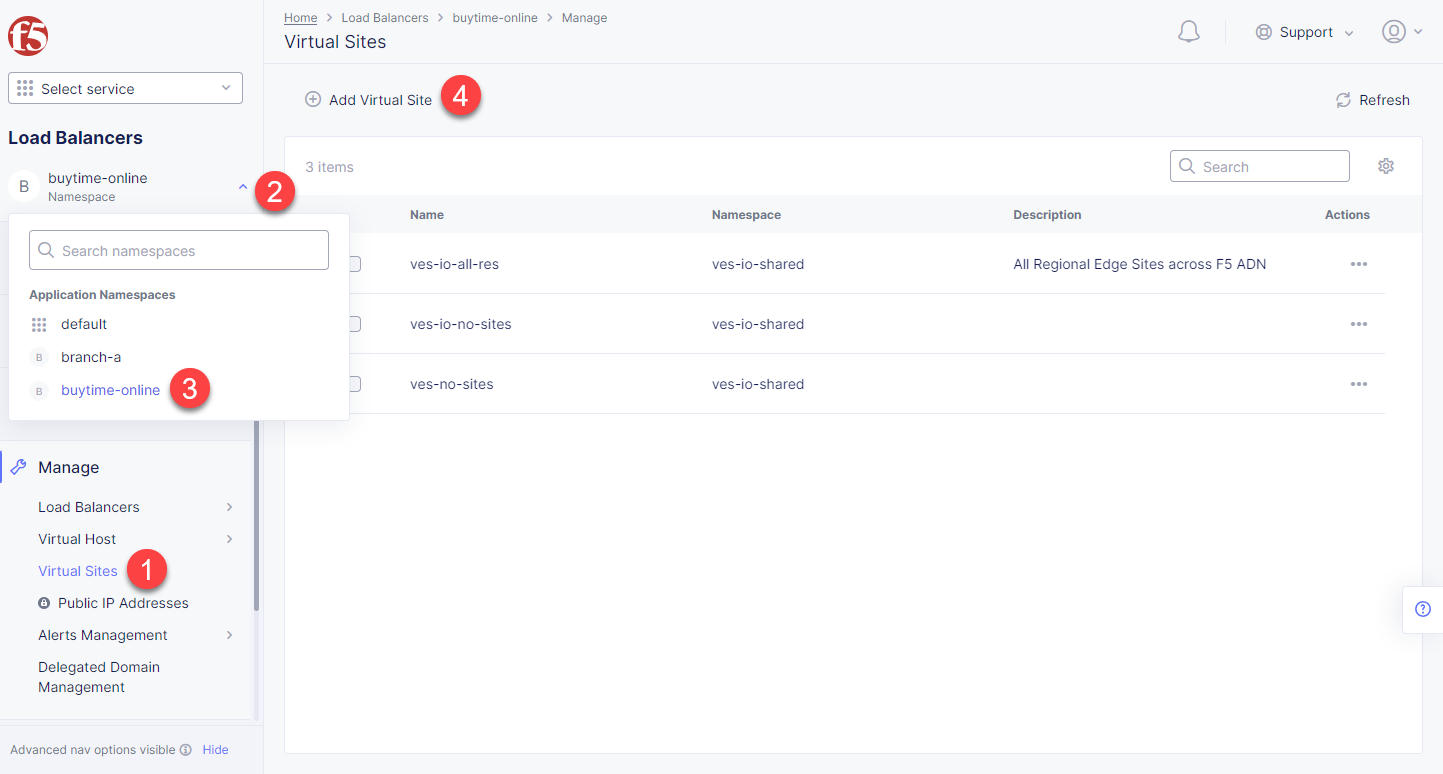 f5
Home > Load Balancers > buytime-online > Manage
Virtual Sites
Support
Select service
Add Virtual Site
4
Refresh
Load Balancers
B
buytime-online
Namespace
2
3 items
Search
Name Namespace Description Actions
Search namespaces
Application Namespaces
default
B branch-a
B buytime-online
3
ves-io-all-res ves-io-shared All Regional Edge Sites across F5 ADN
ves-io-no-sites ves-io-shared
ves-no-sites ves-io-shared
Manage
Load Balancers
Virtual Host
Virtual Sites
1
Public IP Addresses
Alerts Management
Delegated Domain
Management
Advanced nav options visible Hide